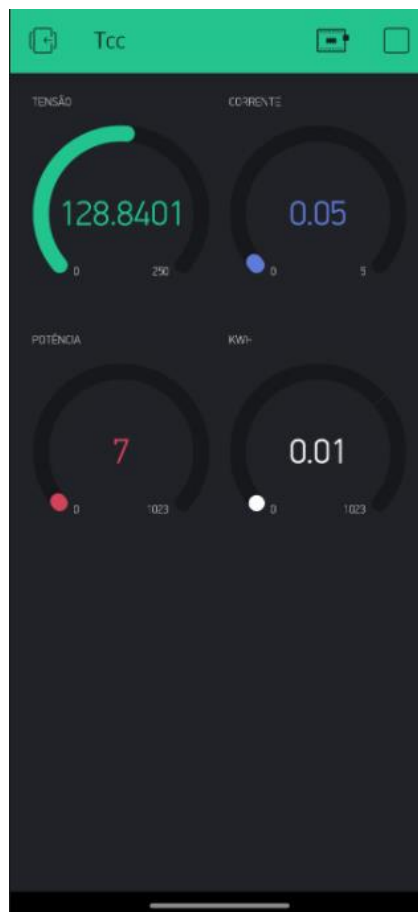 Tcc
TENSÃO
CORRENTE
128.8401
0.05
0
250
0
5
POTÊNCIA
KWH
7
0.01
0
1023
0
1023